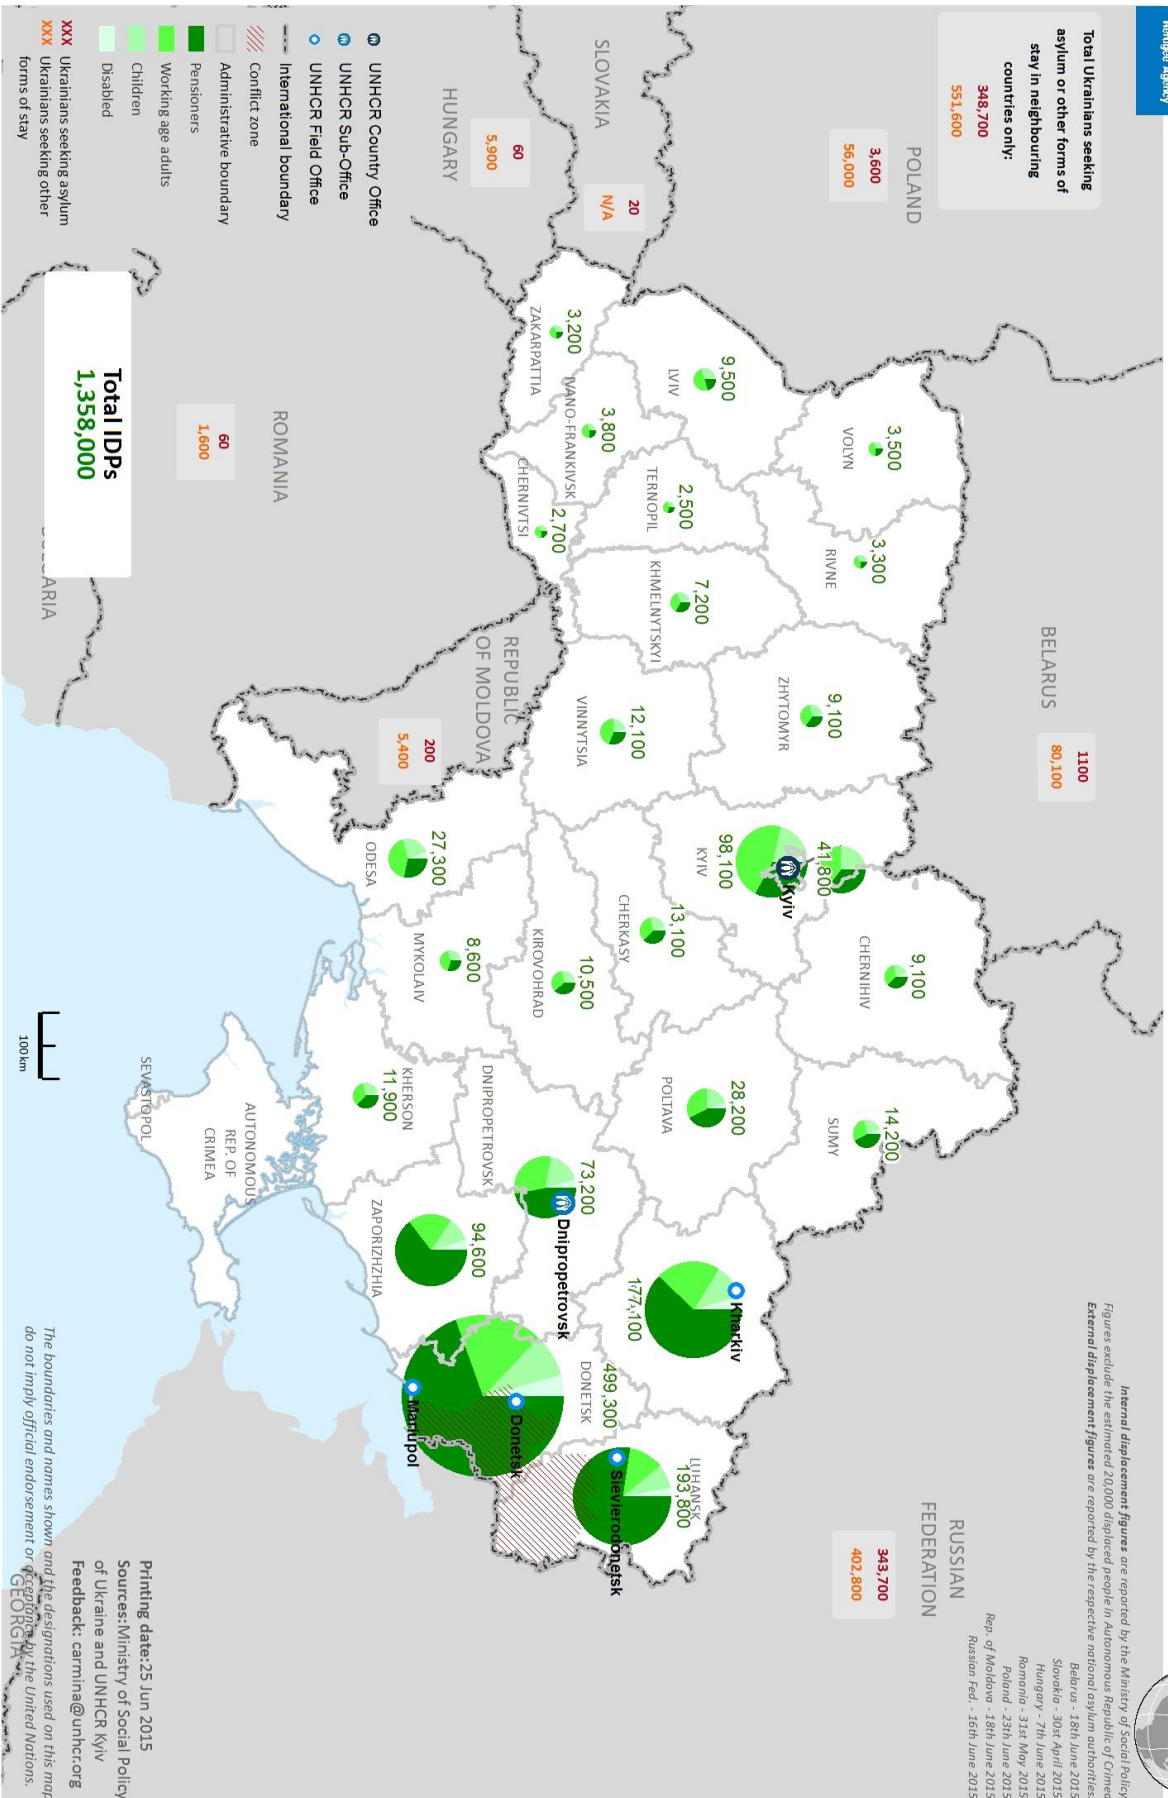 Refugee Agency
Total Ukrainians seeking
asylum or other forms of
stay in neighbouring
countries only:
348,700
551,600
POLAND
3,600
56,000
SLOVAKIA
20
N/A
HUNGARY
60
5,900
ROMANIA
60
1,600
REPUBLIC
OF MOLDOVA
200
5,400
BELARUS
1100
80,100
RUSSIAN
FEDERATION
343,700
402,800
GEORGIA
Internal displacement figures are reported by the Ministry of Social Policy
Figures exclude the estimated 20,000 displaced people in Autonomous Republic of Crimea
External displacement figures are reported by the respective national asylum authorities.
Belarus - 18th June 2015
Slovakia - 30st April 2015
Hungary - 7th June 2015
Romania - 31st May 2015
Poland - 23th June 2015
Rep. of Moldova - 18th June 2015
Russian Fed. - 16th June 2015
3,500
VOLYN
3,300
RIVNE
9,500
LVIV
3,200
ZAKARPATTIA
3,800
IVANO-FRANKIVSK
2,500
TERNOPIL
2,700
CHERNIVTSI
7,200
KHMELNYTSKYI
9,100
ZHYTOMYR
12,100
VINNYTSIA
41,800
Kyiv
98,100
KYIV
9,100
CHERNIHIV
13,100
CHERKASY
10,500
KIROVOHRAD
27,300
ODESA
8,600
MYKOLAIV
14,200
SUMY
28,200
POLTAVA
73,200
Dnipropetrovsk
DNIPROPETROVSK
KHERSON
11,900
94,600
ZAPORIZHZHIA
Kharkiv
177,100
499,300
DONETSK
Donetsk
Mariupol
LUHANSK
193,800
Sievierodonetsk
AUTONOMOUS
REP. OF
CRIMEA
SEVASTOPOL
UNHCR Country Office
UNHCR Sub-Office
UNHCR Field Office
International boundary
Conflict zone
Administrative boundary
Pensioners
Working age adults
Children
Disabled
XXX Ukrainians seeking asylum
XXX Ukrainians seeking other
forms of stay
Total IDPs
1,358,000
100 km
Printing date:25 Jun 2015
Sources:Ministry of Social Policy
of Ukraine and UNHCR Kyiv
Feedback: carmina@unhcr.org
The boundaries and names shown and the designations used on this map
do not imply official endorsement or acceptance by the United Nations.